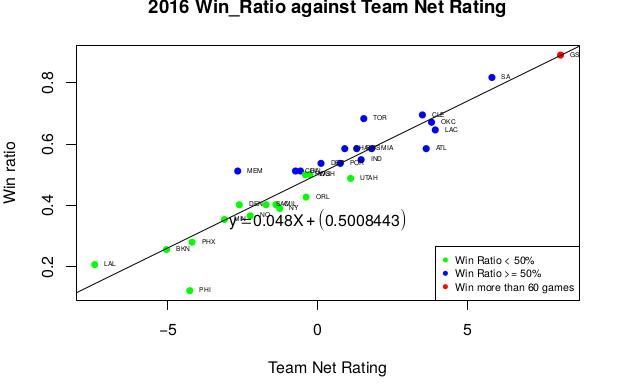 2016 Win_Ratio against Team Net Rating
Win ratio
0.8
0.6
0.4
0.2
GS
SA
TOR
CLE
OKC
LAC
ATL
MIA
IND
MEM
UTAH
ORL
DEN
NY
NO
y=0.048X+(0.5008443)
PHX
BKN
LAL
PHI
Win Ratio < 50%
Win Ratio >= 50%
Win more than 60 games
−5
0
5
Team Net Rating